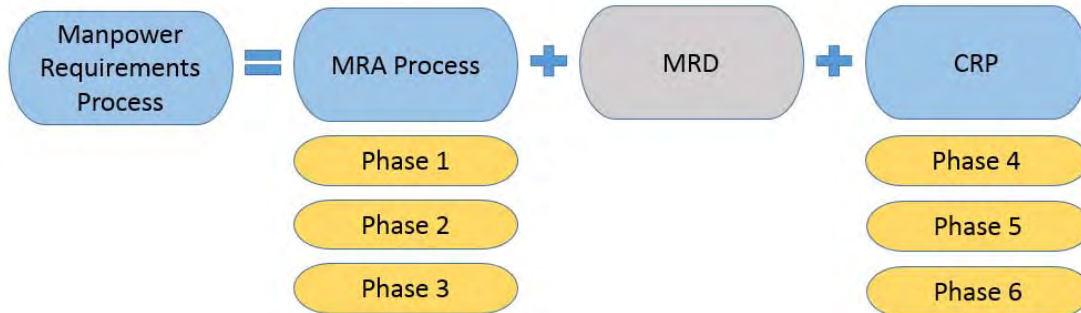 Manpower
Requirements
Process
=
MRA Process
+
MRD
+
CRP
Phase 1
Phase 4
Phase 2
Phase 5
Phase 3
Phase 6